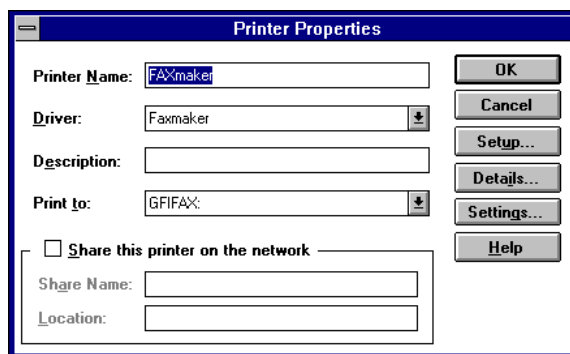 Printer Properties
Printer Name: FAXmaker
Driver: Faxmaker
Description:
Print to: GFIFAX:
Share this printer on the network
Share Name:
Location:
OK
Cancel
Setup...
Details...
Settings...
Help